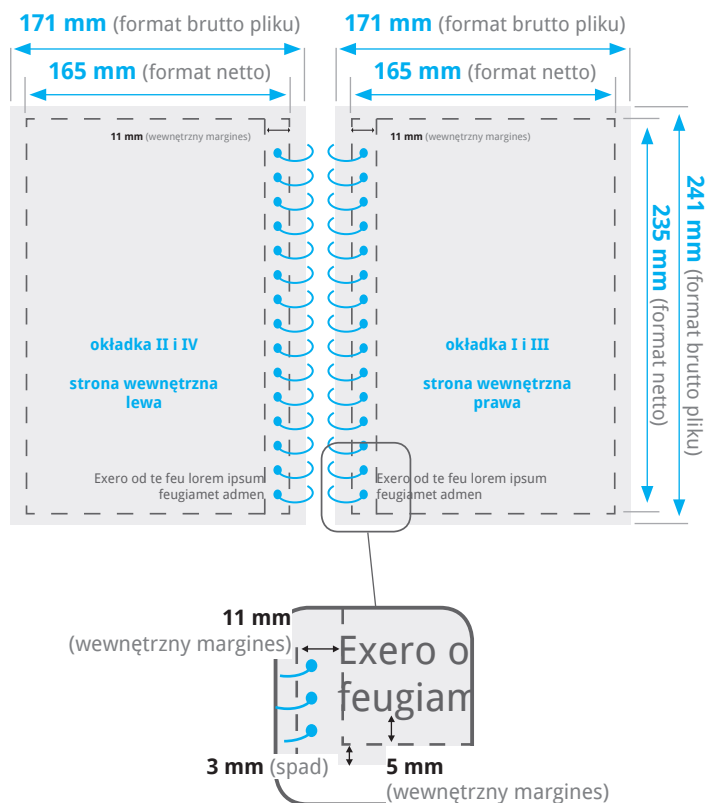 171 mm (format brutto pliku)
171 mm (format brutto pliku)
165 mm (format netto)
165 mm (format netto)
11 mm (wewnętrzny margines)
11 mm (wewnętrzny margines)
241 mm (format brutto pliku)
235 mm (format netto)
okładka II i IV
strona wewnętrzna
lewa
okładka I i III
strona wewnętrzna
prawa
Exero od te feu lorem ipsum
feugiamet admen
Exero od te feu lorem ipsum
feugiamet admen
11 mm
(wewnętrzny margines)
Exero o
feugiam
3 mm (spad)
5 mm
(wewnętrzny margines)